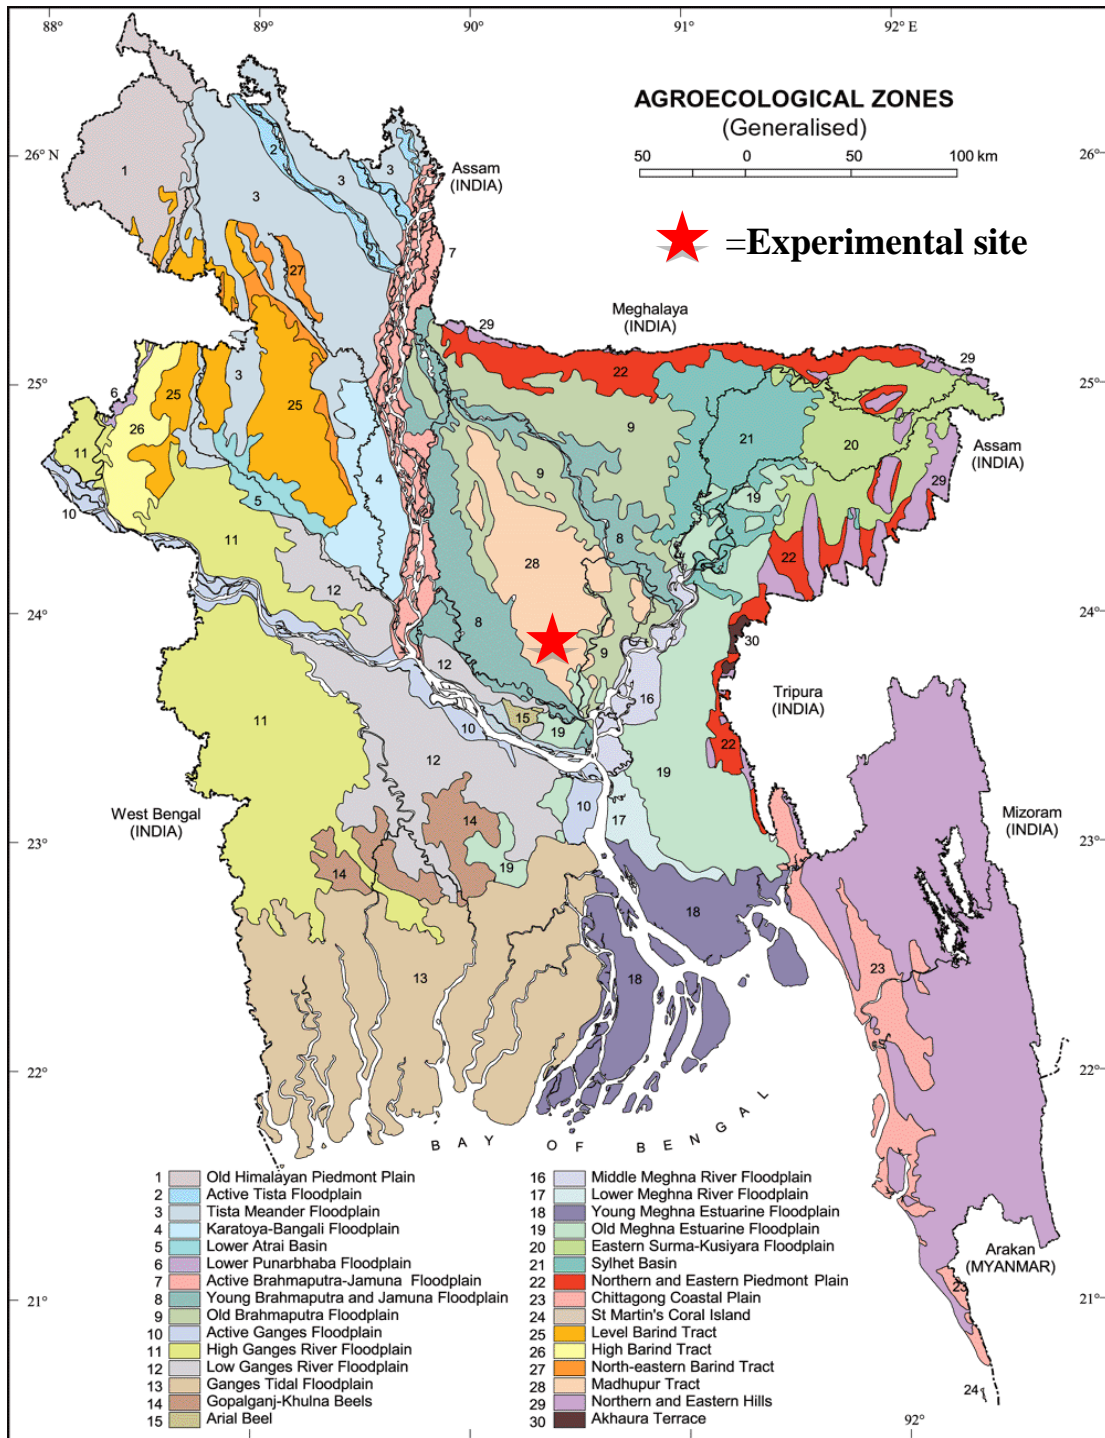 88° 89° 90° 91° 92° E
AGROECOLOGICAL ZONES
(Generalised)
50 0 50 100 km
=Experimental site
26° N
26°
Assam
(INDIA)
1
2
3
3
3
7
27
Meghalaya
(INDIA)
29
29
22
25°
25°
6
3
25
25
26
11
9
21
20
Assam
(INDIA)
10
5
4
9
19
29
11
8
28
22
12
24°
24°
8
9
30
12
16
Tripura
(INDIA)
11
10
15
19
22
12
19
West Bengal
(INDIA)
10
17
Mizoram
(INDIA)
14
23°
23°
14
19
18
13
18
23
22°
22°
BAY OF BENGAL
Arakan
(MYANMAR)
23
21°
21°
24
92°
1 Old Himalayan Piedmont Plain
2 Active Tista Floodplain
3 Tista Meander Floodplain
4 Karatoya-Bangali Floodplain
5 Lower Atrai Basin
6 Lower Punarbhaba Floodplain
7 Active Brahmaputra-Jamuna Floodplain
8 Young Brahmaputra and Jamuna Floodplain
9 Old Brahmaputra Floodplain
10 Active Ganges Floodplain
11 High Ganges River Floodplain
12 Low Ganges River Floodplain
13 Ganges Tidal Floodplain
14 Gopalganj-Khulna Beels
15 Arial Beel
16 Middle Meghna River Floodplain
17 Lower Meghna River Floodplain
18 Young Meghna Estuarine Floodplain
19 Old Meghna Estuarine Floodplain
20 Eastern Surma-Kusiyara Floodplain
21 Sylhet Basin
22 Northern and Eastern Piedmont Plain
23 Chittagong Coastal Plain
24 St Martin's Coral Island
25 Level Barind Tract
26 High Barind Tract
27 North-eastern Barind Tract
28 Madhupur Tract
29 Northern and Eastern Hills
30 Akhaura Terrace